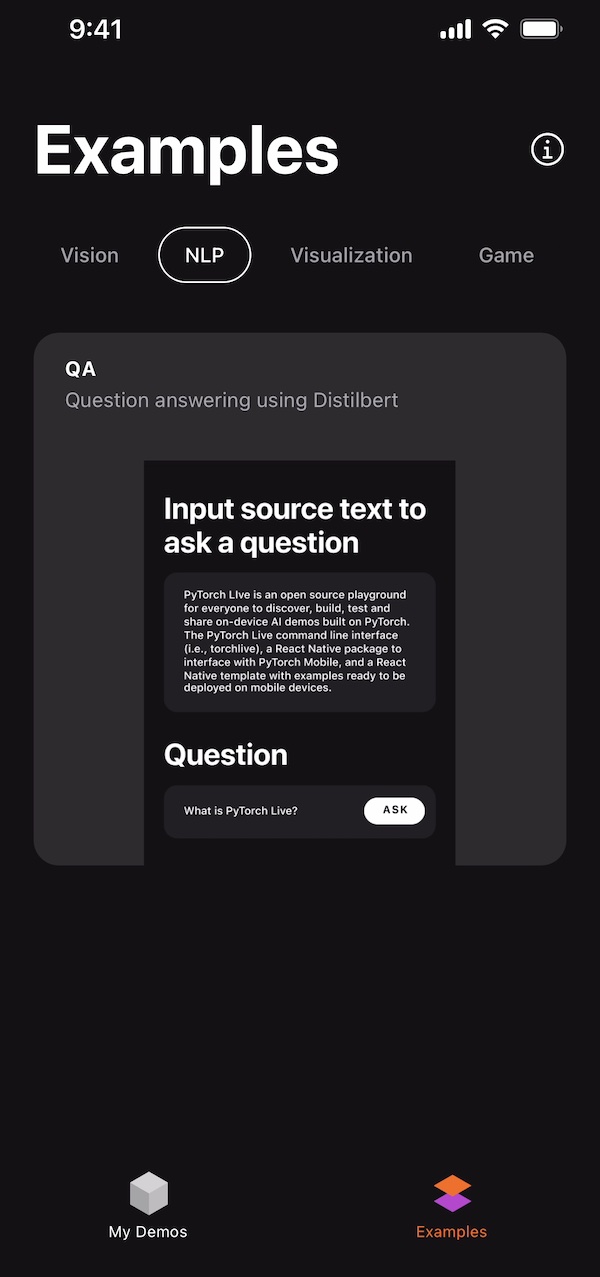 9:41
Examples
Vision NLP Visualization Game
QA
Question answering using Distilbert
Input source text to
ask a question
PyTorch LIve is an open source playground
for everyone to discover, build, test and
share on-device AI demos built on PyTorch.
The PyTorch Live command line interface
(i.e., torchlive), a React Native package to
interface with PyTorch Mobile, and a React
Native template with examples ready to be
deployed on mobile devices.
Question
What is PyTorch Live? ASK
My Demos Examples